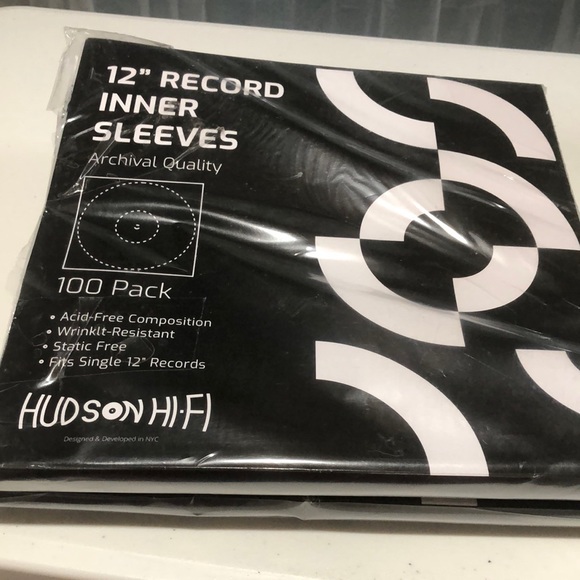 12” RECORD
INNER
SLEEVES
Archival Quality
100 Pack
• Acid-Free Composition
• Wrinklt-Resistant
• Static Free
• Fits Single 12” Records
HUDSON HI-FI
Designed & Developed in NYC